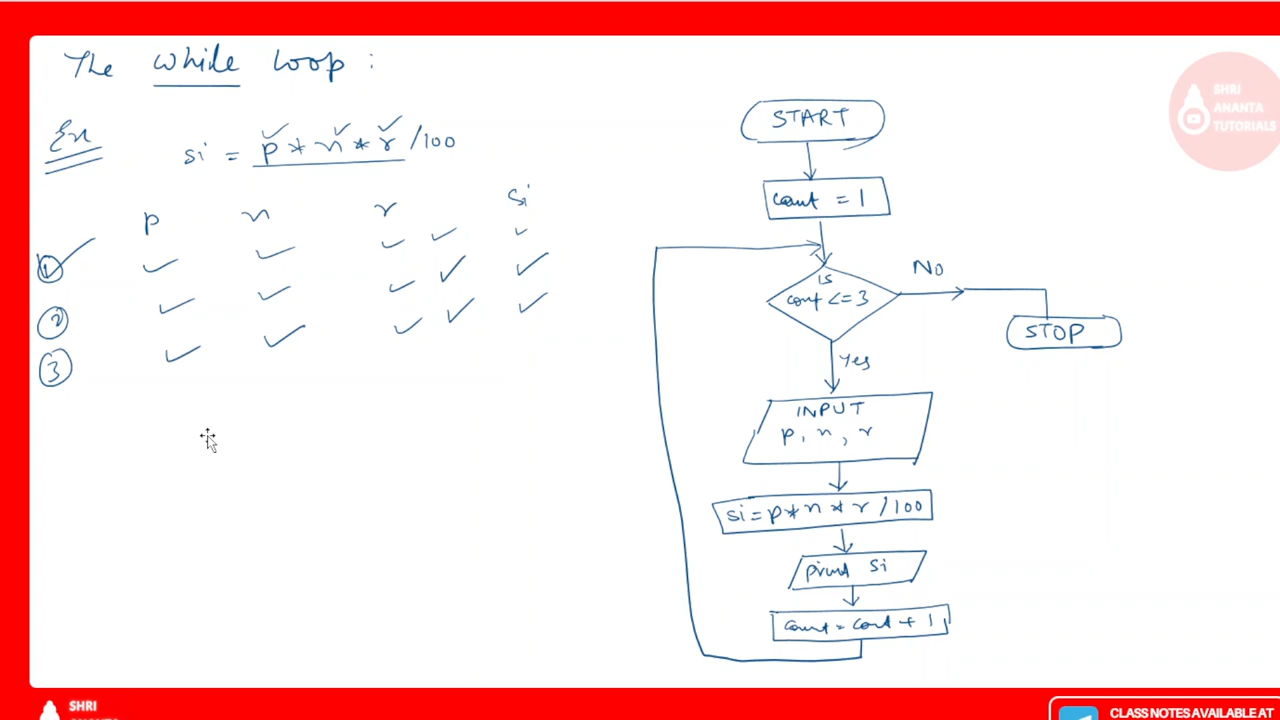 The while loop :
Ex
si = p * n * r /100
p n r si
1
2
3
START
count = 1
is
count <= 3
No
STOP
Yes
INPUT
p, n, r
si = p * n * r /100
print si
count = count + 1
SHRI
ANANTA
TUTORIALS
SHRI
ANANTA
CLASS NOTES AVAILABLE AT